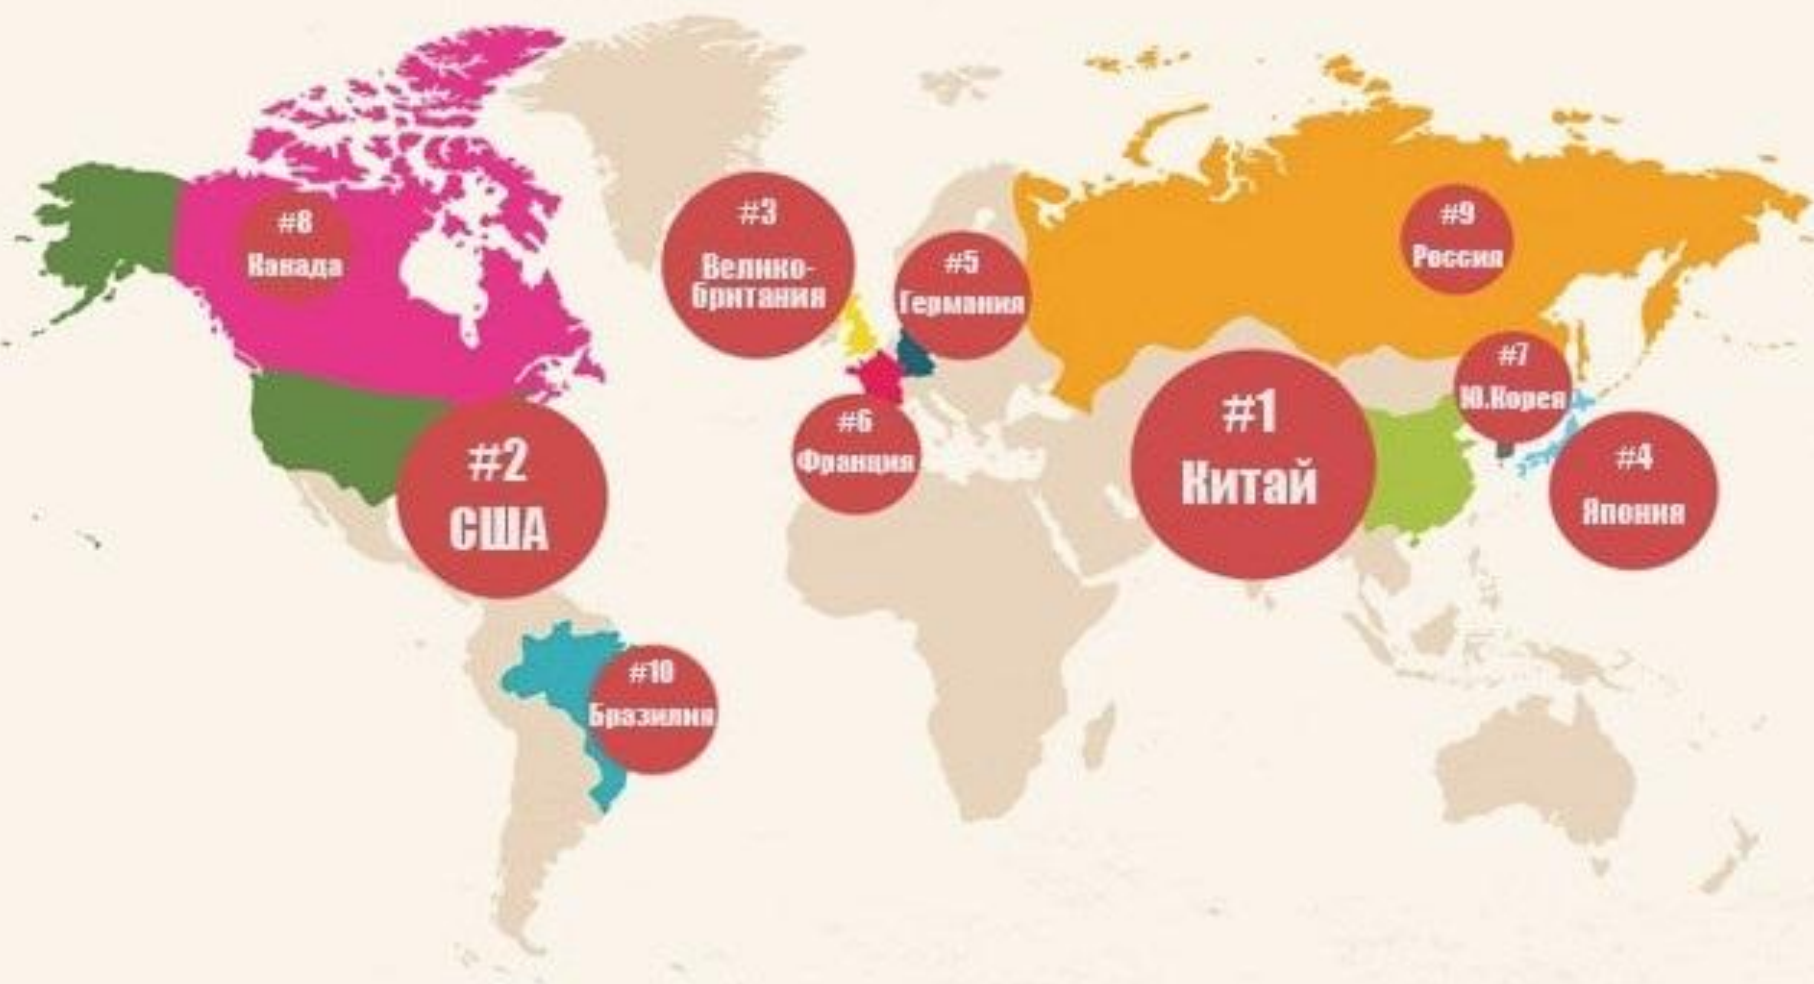 #8
Канада
#3
Велико-
британия
#5
Германия
#9
Россия
#7
Ю.Корея
#6
Франция
#1
Китай
#2
США
#4
Япония
#10
Бразилия